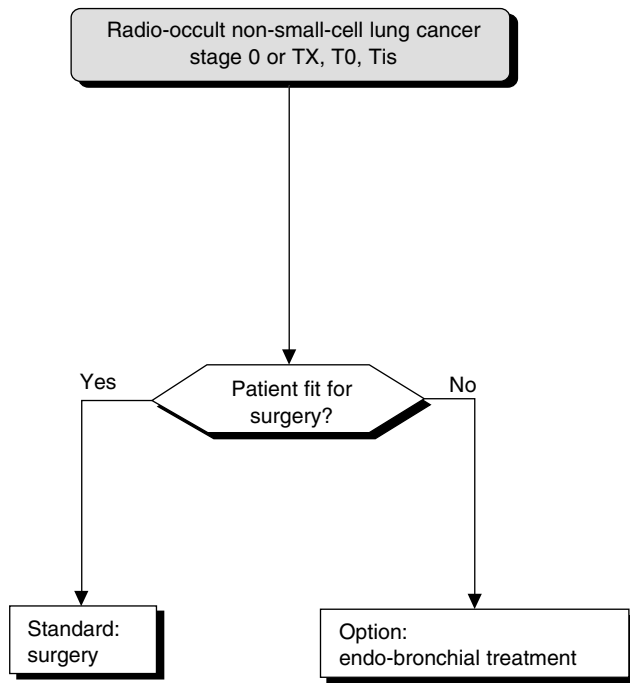 Radio-occult non-small-cell lung cancer
stage 0 or TX, T0, Tis
Yes
Patient fit for
surgery?
No
Standard:
surgery
Option:
endo-bronchial treatment